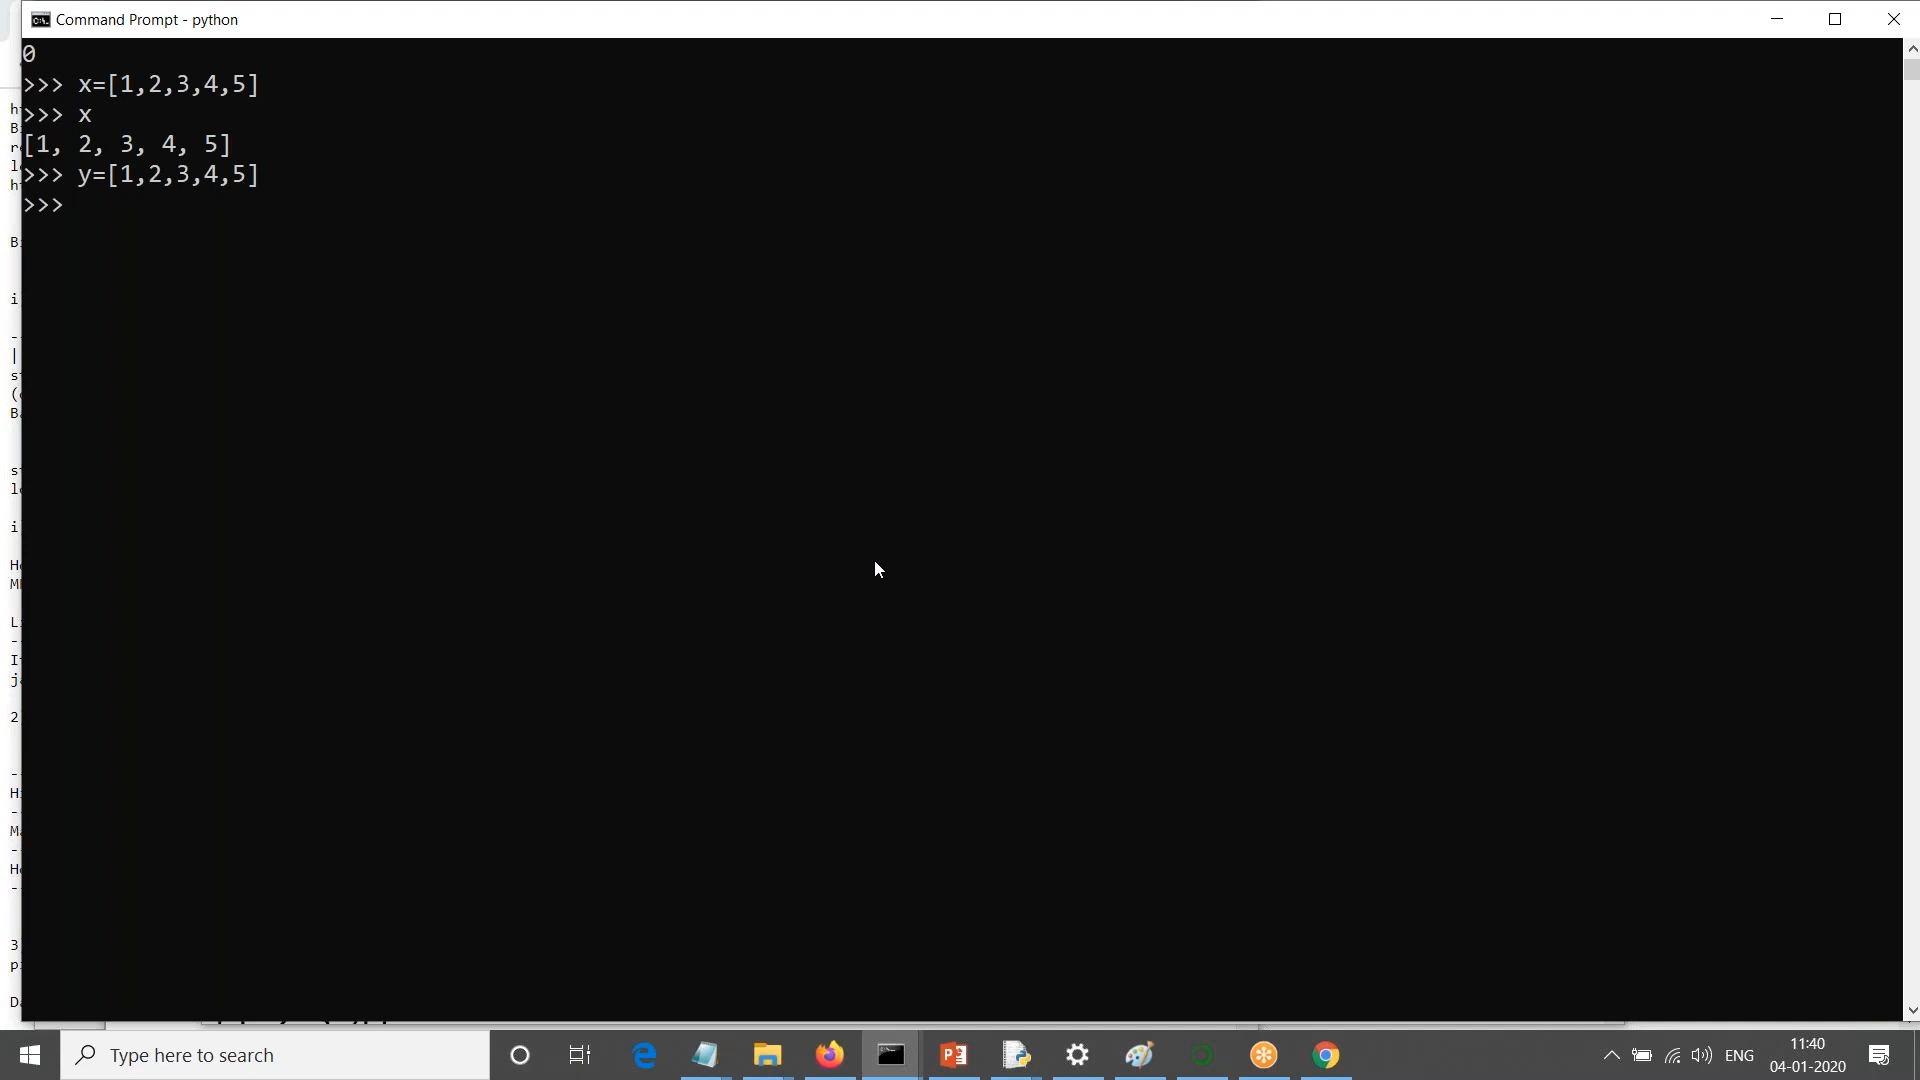 Command Prompt - python
0
>>> x=[1,2,3,4,5]
>>> x
[1, 2, 3, 4, 5]
>>> y=[1,2,3,4,5]
>>>
Type here to search
ENG
11:40
04-01-2020